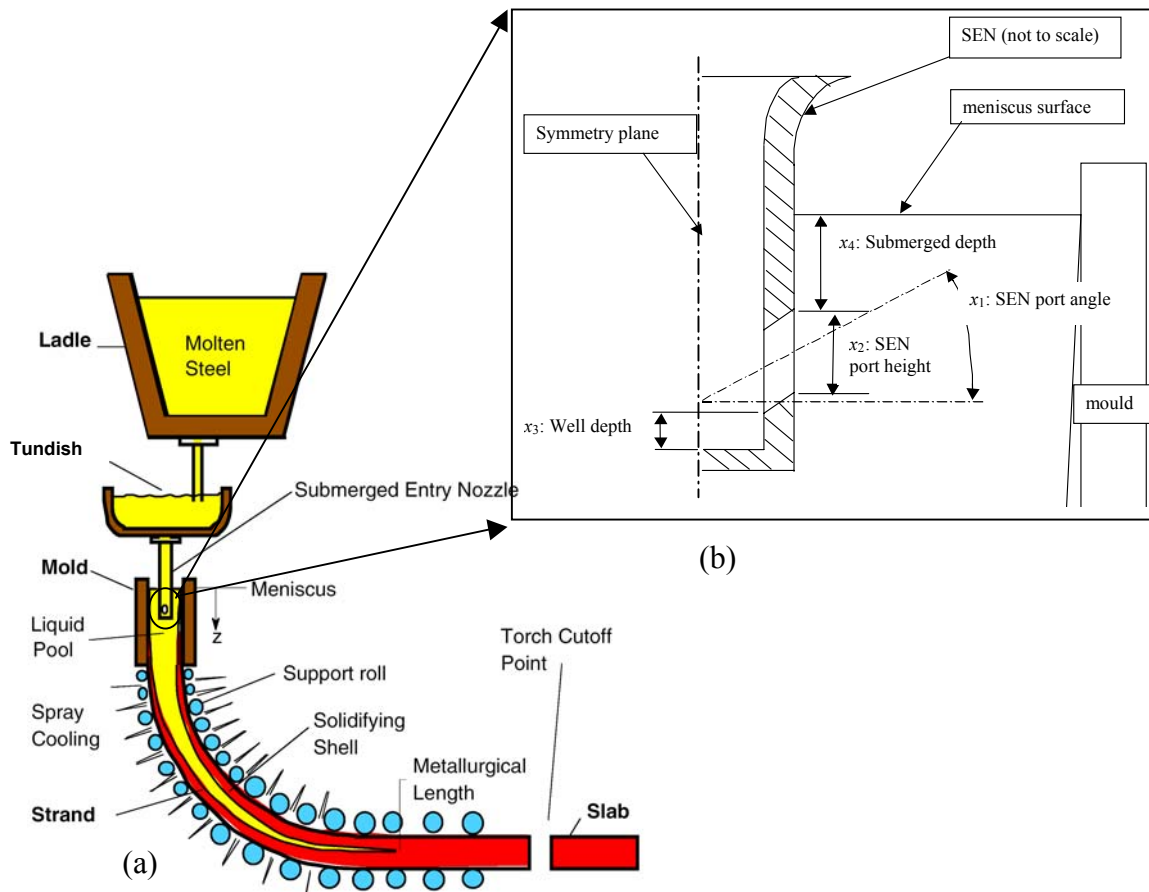 SEN (not to scale)
meniscus surface
Symmetry plane
x₄: Submerged depth
x₁: SEN port angle
x₂: SEN
port height
mould
x₃: Well depth
(b)
Ladle
Molten
Steel
Tundish
Submerged Entry Nozzle
Mold
Meniscus
z
Liquid
Pool
Torch Cutoff
Point
Support roll
Spray
Cooling
Solidifying
Shell
Metallurgical
Length
Strand
Slab
(a)